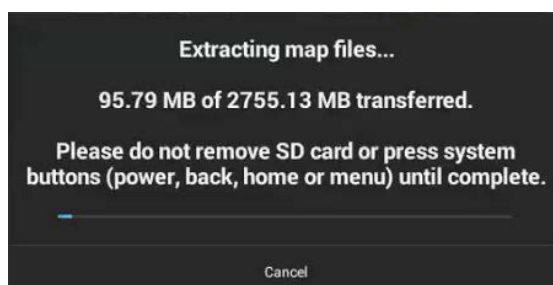 Extracting map files...
95.79 MB of 2755.13 MB transferred.
Please do not remove SD card or press system
buttons (power, back, home or menu) until complete.
Cancel